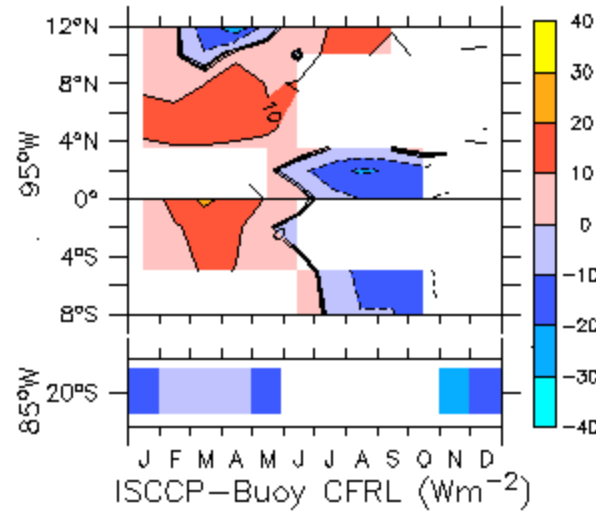 12°N
8°N
4°N
0°
4°S
8°S
95°W
10
0
20°S
85°W
J F M A M J J A S O N D
ISCCP-Buoy CFRL (Wm⁻²)
40
30
20
10
0
-10
-20
-30
-40